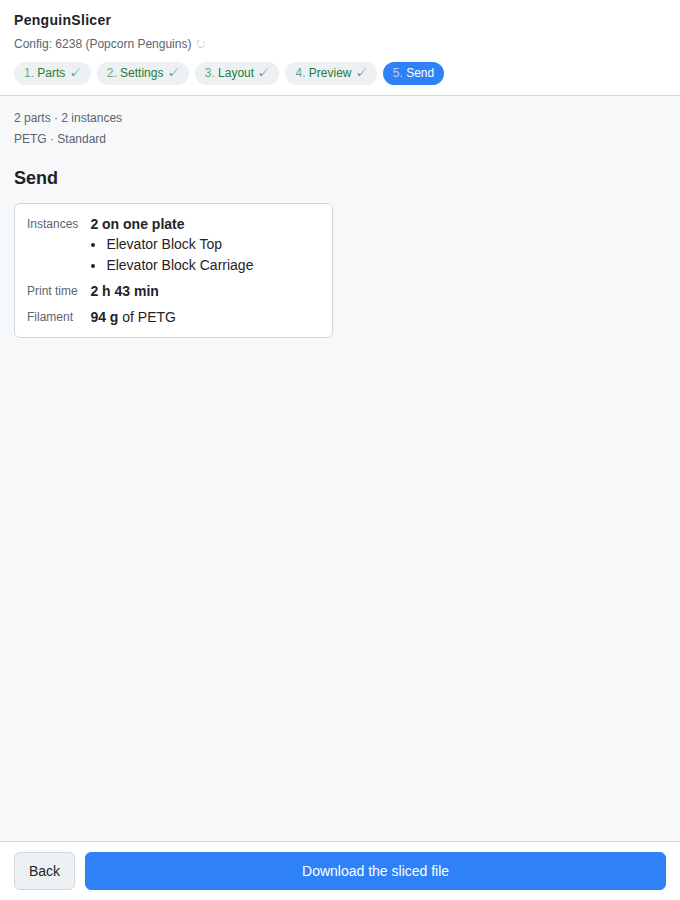 PenguinSlicer
Config: 6238 (Popcorn Penguins) ↻
1. Parts ✓ 2. Settings ✓ 3. Layout ✓ 4. Preview ✓ 5. Send
2 parts · 2 instances
PETG · Standard
Send
Instances 2 on one plate
• Elevator Block Top
• Elevator Block Carriage
Print time 2 h 43 min
Filament 94 g of PETG
Back Download the sliced file